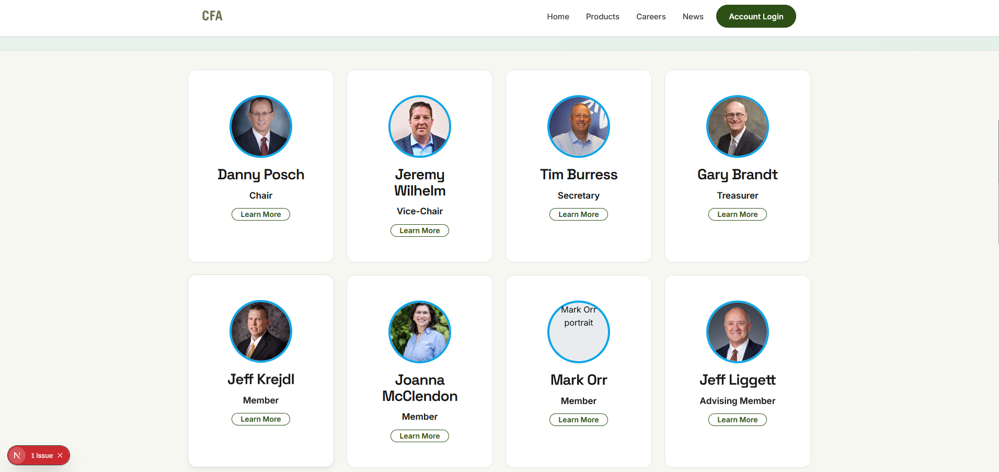 CFA
Home Products Careers News Account Login
Danny Posch
Chair
Learn More
Jeremy
Wilhelm
Vice-Chair
Learn More
Tim Burress
Secretary
Learn More
Gary Brandt
Treasurer
Learn More
Jeff Krejdl
Member
Learn More
Joanna
McClendon
Member
Learn More
Mark Orr
portrait
Mark Orr
Member
Learn More
Jeff Liggett
Advising Member
Learn More
N 1 Issue